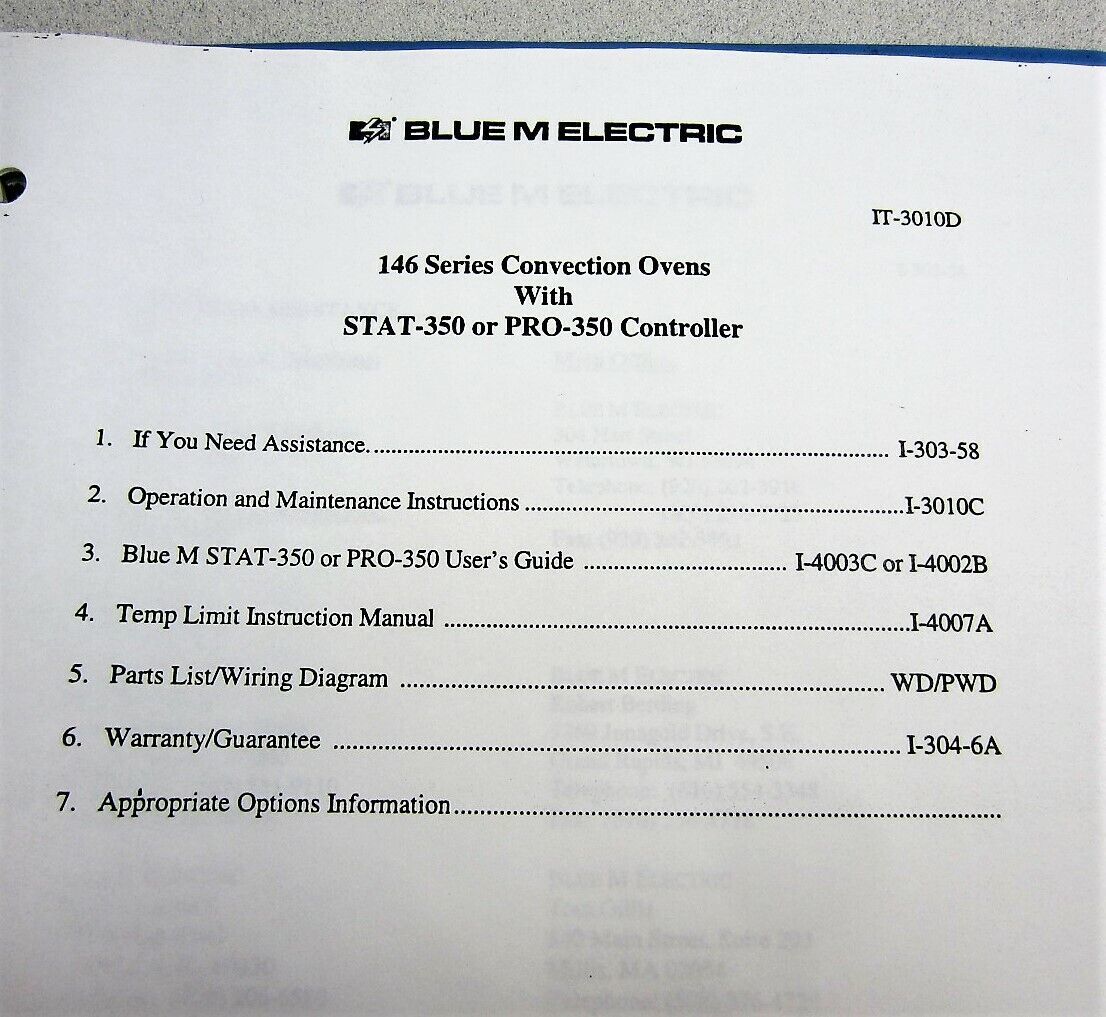 BLUE M ELECTRIC
IT-3010D
146 Series Convection Ovens
With
STAT-350 or PRO-350 Controller
1. If You Need Assistance.................................................................................... I-303-58
2. Operation and Maintenance Instructions ..............................................................I-3010C
3. Blue M STAT-350 or PRO-350 User's Guide ................................. I-4003C or I-4002B
4. Temp Limit Instruction Manual ...........................................................................I-4007A
5. Parts List/Wiring Diagram .............................................................................. WD/PWD
6. Warranty/Guarantee ........................................................................................... I-304-6A
7. Appropriate Options Information........................................................................................